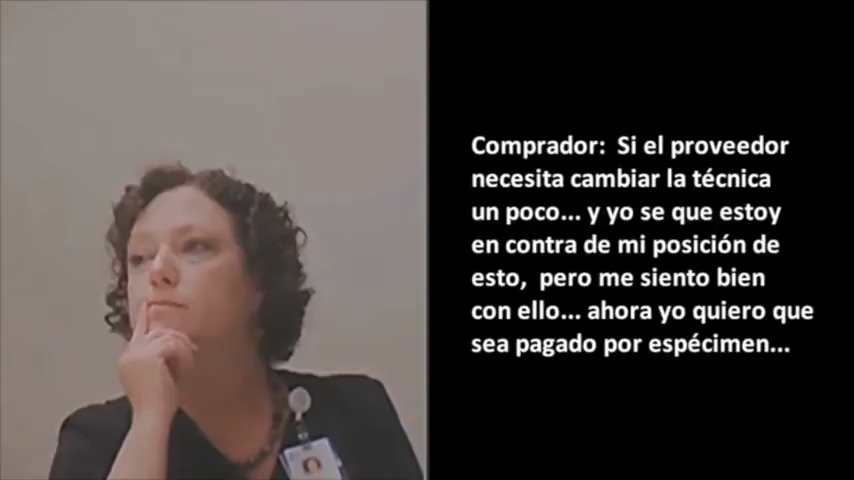 Comprador:  Si el proveedor
necesita cambiar la técnica
un poco... y yo se que estoy
en contra de mi posición de
esto,  pero me siento bien
con ello... ahora yo quiero que
sea pagado por espécimen...